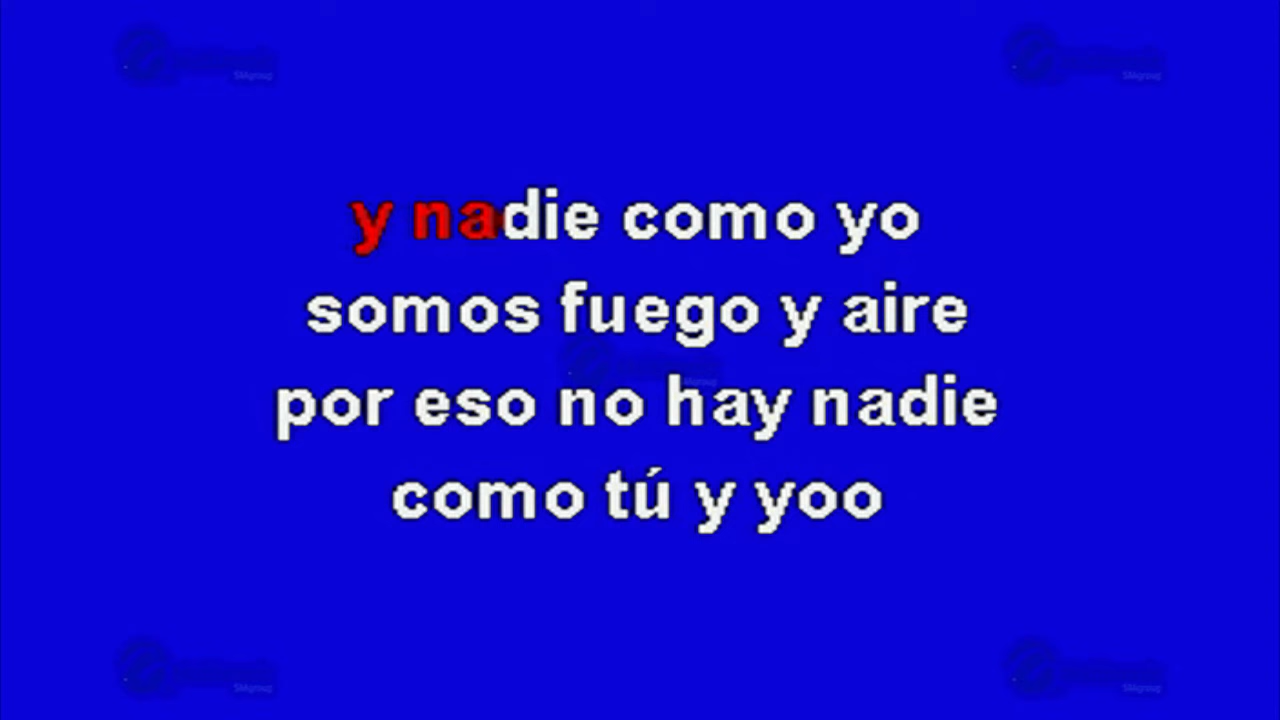 y nadie como yo
somos fuego y aire
por eso no hay nadie
como tú y yoo